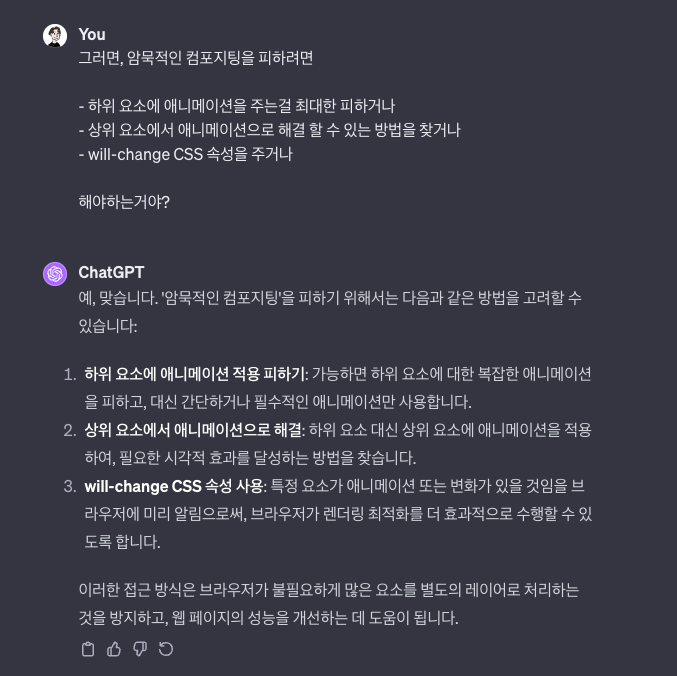 You
그러면, 암묵적인 컴포지팅을 피하려면
- 하위 요소에 애니메이션을 주는걸 최대한 피하거나
- 상위 요소에서 애니메이션으로 해결 할 수 있는 방법을 찾거나
- will-change CSS 속성을 주거나
해야하는거야?
ChatGPT
예, 맞습니다. '암묵적인 컴포지팅'을 피하기 위해서는 다음과 같은 방법을 고려할 수
있습니다:
1. 하위 요소에 애니메이션 적용 피하기: 가능하면 하위 요소에 대한 복잡한 애니메이션
을 피하고, 대신 간단하거나 필수적인 애니메이션만 사용합니다.
2. 상위 요소에서 애니메이션으로 해결: 하위 요소 대신 상위 요소에 애니메이션을 적용
하여, 필요한 시각적 효과를 달성하는 방법을 찾습니다.
3. will-change CSS 속성 사용: 특정 요소가 애니메이션 또는 변화가 있을 것임을 브
라우저에 미리 알림으로써, 브라우저가 렌더링 최적화를 더 효과적으로 수행할 수 있
도록 합니다.
이러한 접근 방식은 브라우저가 불필요하게 많은 요소를 별도의 레이어로 처리하는
것을 방지하고, 웹 페이지의 성능을 개선하는 데 도움이 됩니다.